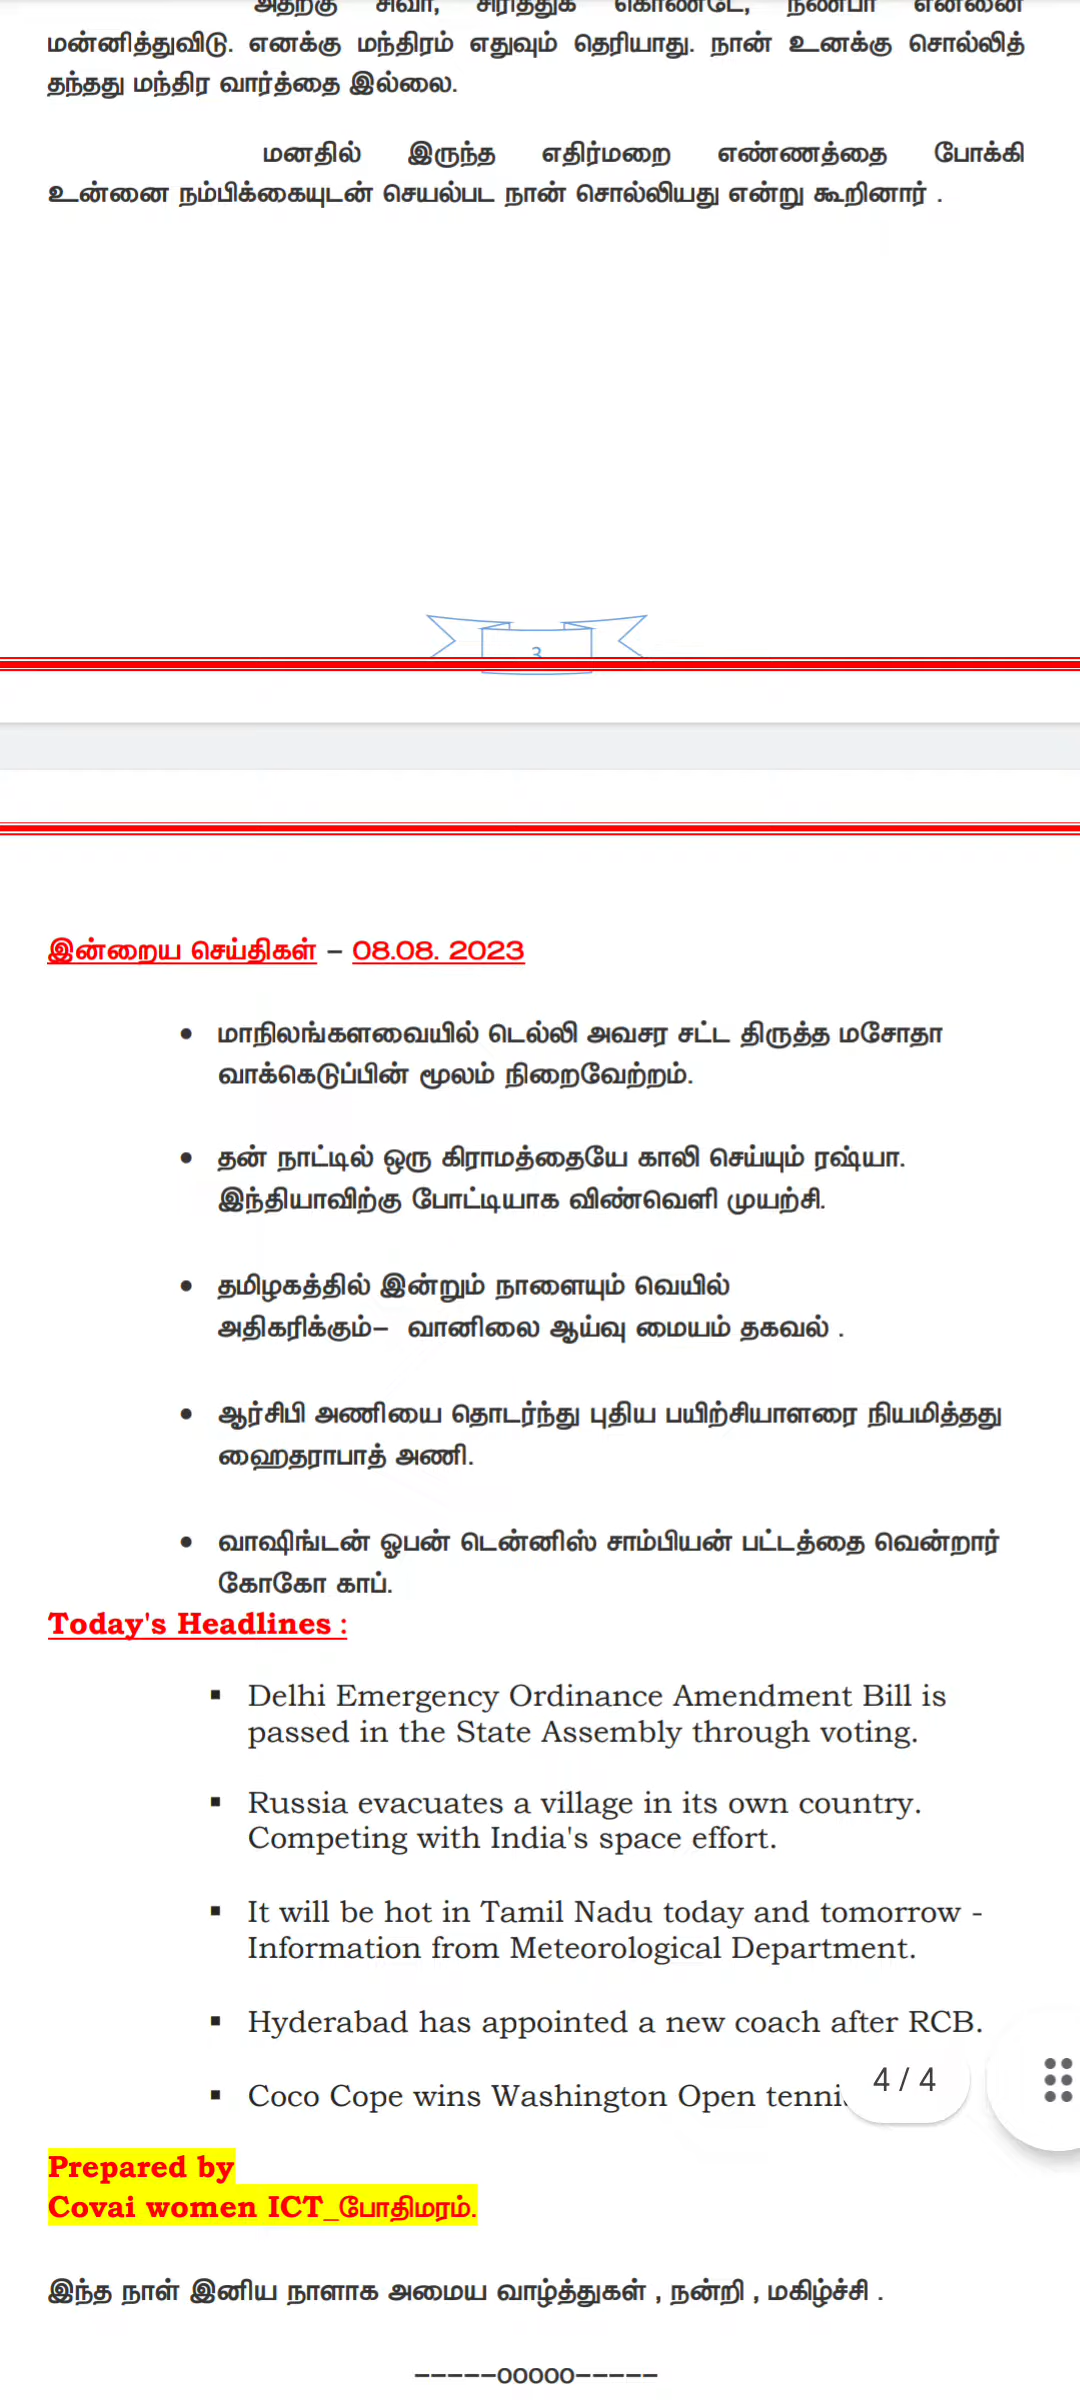 அதற்கு சிவா, சிரித்துக் கொண்டே, நண்பா என்னை
மன்னித்துவிடு. எனக்கு மந்திரம் எதுவும் தெரியாது. நான் உனக்கு சொல்லித்
தந்தது மந்திர வார்த்தை இல்லை.
மனதில் இருந்த எதிர்மறை எண்ணத்தை போக்கி
உன்னை நம்பிக்கையுடன் செயல்பட நான் சொல்லியது என்று கூறினார் .
3
இன்றைய செய்திகள் – 08.08. 2023
• மாநிலங்களவையில் டெல்லி அவசர சட்ட திருத்த மசோதா
வாக்கெடுப்பின் மூலம் நிறைவேற்றம்.
• தன் நாட்டில் ஒரு கிராமத்தையே காலி செய்யும் ரஷ்யா.
இந்தியாவிற்கு போட்டியாக விண்வெளி முயற்சி.
• தமிழகத்தில் இன்றும் நாளையும் வெயில்
அதிகரிக்கும்– வானிலை ஆய்வு மையம் தகவல் .
• ஆர்சிபி அணியை தொடர்ந்து புதிய பயிற்சியாளரை நியமித்தது
ஹைதராபாத் அணி.
• வாஷிங்டன் ஓபன் டென்னிஸ் சாம்பியன் பட்டத்தை வென்றார்
கோகோ காப்.
Today's Headlines :
▪ Delhi Emergency Ordinance Amendment Bill is
passed in the State Assembly through voting.
▪ Russia evacuates a village in its own country.
Competing with India's space effort.
▪ It will be hot in Tamil Nadu today and tomorrow -
Information from Meteorological Department.
▪ Hyderabad has appointed a new coach after RCB.
▪ Coco Cope wins Washington Open tenni
4 / 4
Prepared by
Covai women ICT_போதிமரம்.
இந்த நாள் இனிய நாளாக அமைய வாழ்த்துகள் , நன்றி , மகிழ்ச்சி .
-----ooooo-----